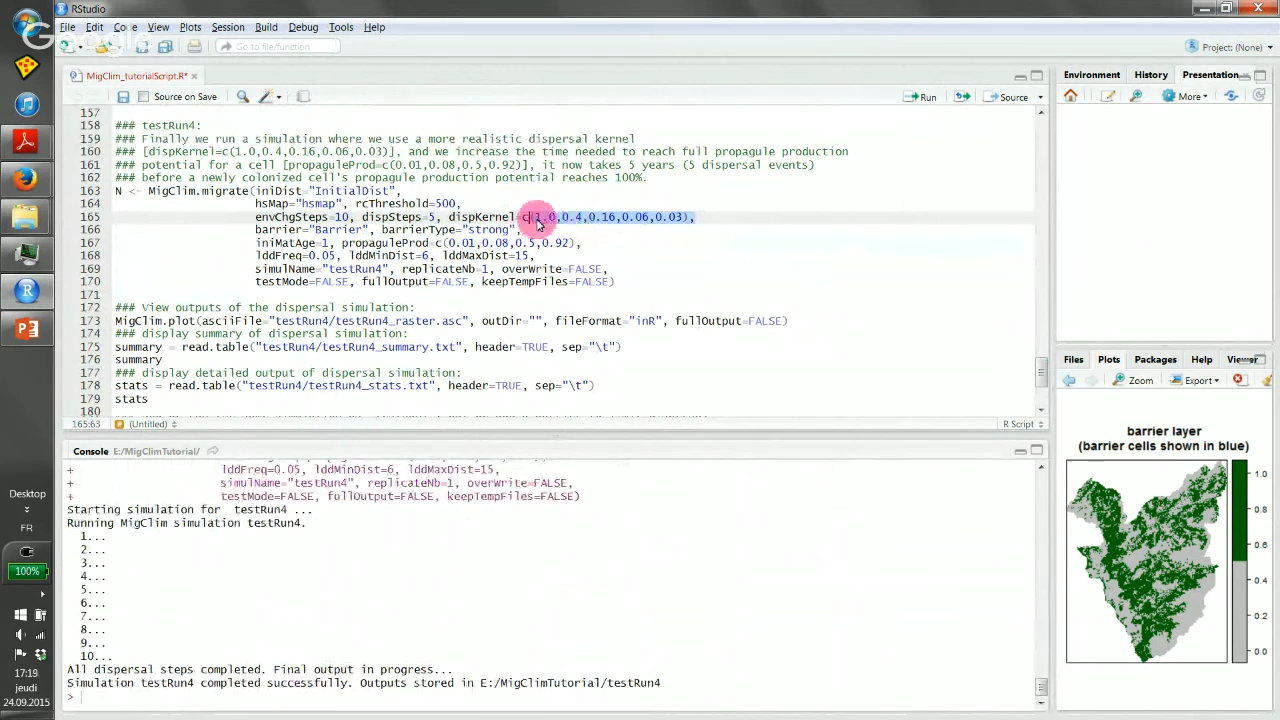 RStudio
File Edit Code View Plots Session Build Debug Tools Help
Google
Go to file/function
Project: (None)
MigClim_tutorialScript.R*
Source on Save
Run
Source
157
158 ### testRun4:
159 ### Finally we run a simulation where we use a more realistic dispersal kernel
160 ### [dispKernel=c(1.0,0.4,0.16,0.06,0.03)], and we increase the time needed to reach full propagule production
161 ### potential for a cell [propaguleProd=c(0.01,0.08,0.5,0.92)], it now takes 5 years (5 dispersal events)
162 ### before a newly colonized cell's propagule production potential reaches 100%.
163 N <- MigClim.migrate(iniDist="InitialDist",
164 hsMap="hsmap", rcThreshold=500,
165 envChgSteps=10, dispSteps=5, dispKernel=c(1.0,0.4,0.16,0.06,0.03),
166 barrier="Barrier", barrierType="strong",
167 iniMatAge=1, propaguleProd=c(0.01,0.08,0.5,0.92),
168 lddFreq=0.05, lddMinDist=6, lddMaxDist=15,
169 simulName="testRun4", replicateNb=1, overWrite=FALSE,
170 testMode=FALSE, fullOutput=FALSE, keepTempFiles=FALSE)
171
172 ### View outputs of the dispersal simulation:
173 MigClim.plot(asciiFile="testRun4/testRun4_raster.asc", outDir="", fileFormat="inR", fullOutput=FALSE)
174 ### display summary of dispersal simulation:
175 summary = read.table("testRun4/testRun4_summary.txt", header=TRUE, sep="\t")
176 summary
177 ### display detailed output of dispersal simulation:
178 stats = read.table("testRun4/testRun4_stats.txt", header=TRUE, sep="\t")
179 stats
180
165:63 (Untitled) R Script
Console E:/MigClimTutorial/
+ lddFreq=0.05, lddMinDist=6, lddMaxDist=15,
+ simulName="testRun4", replicateNb=1, overWrite=FALSE,
+ testMode=FALSE, fullOutput=FALSE, keepTempFiles=FALSE)
Starting simulation for testRun4 ...
Running MigClim simulation testRun4.
1...
2...
3...
4...
5...
6...
7...
8...
9...
10...
All dispersal steps completed. Final output in progress...
Simulation testRun4 completed successfully. Outputs stored in E:/MigClimTutorial/testRun4
>
Environment History Presentation
More
Files Plots Packages Help Viewer
Zoom Export
barrier layer
(barrier cells shown in blue)
1.0
0.8
0.6
0.4
0.2
0.0
Desktop
FR
100%
17:19
jeudi
24.09.2015